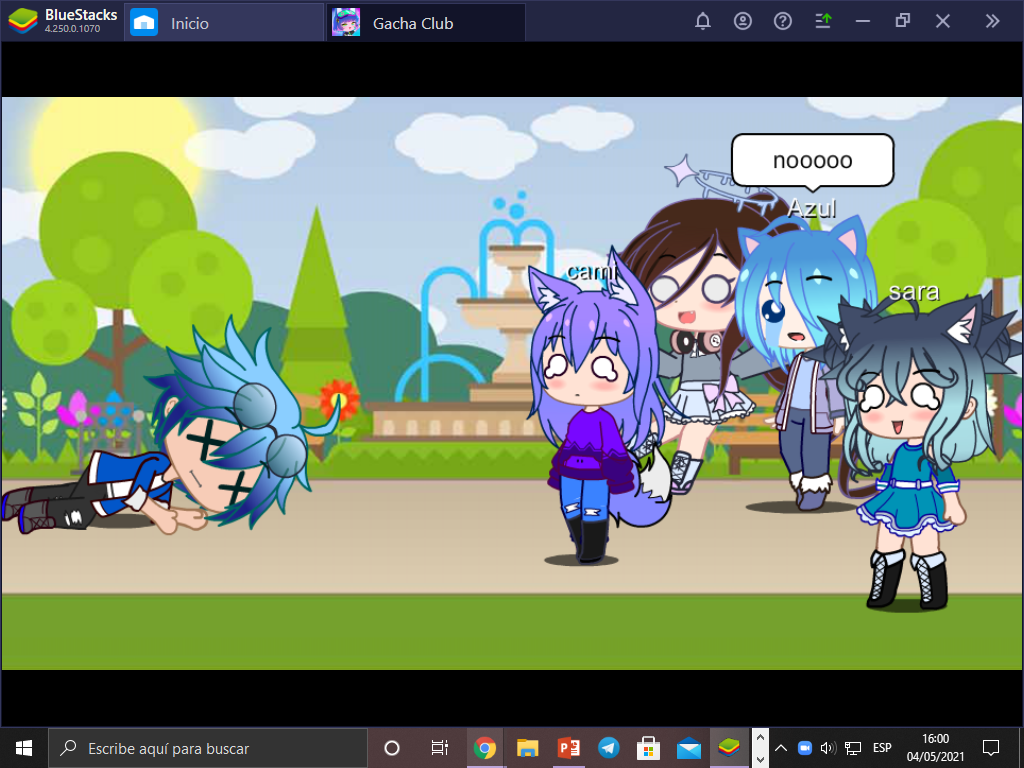 BlueStacks
4.250.0.1070
Inicio
Gacha Club
nooooo
Azul
cami
sara
Escribe aquí para buscar
ESP
16:00
04/05/2021